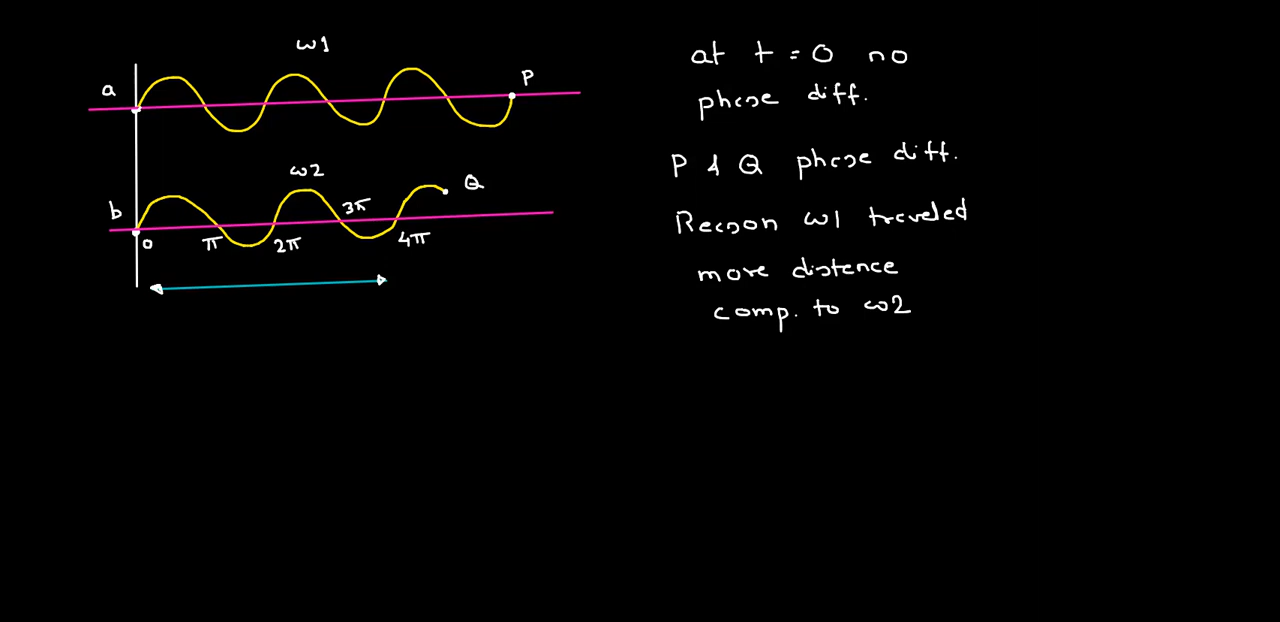 ω1
a
P
ω2
Q
b
3π
0
π
2π
4π
at t = 0 no
phase diff.
P & Q phase diff.
Reason ω1 traveled
more distance
comp. to ω2